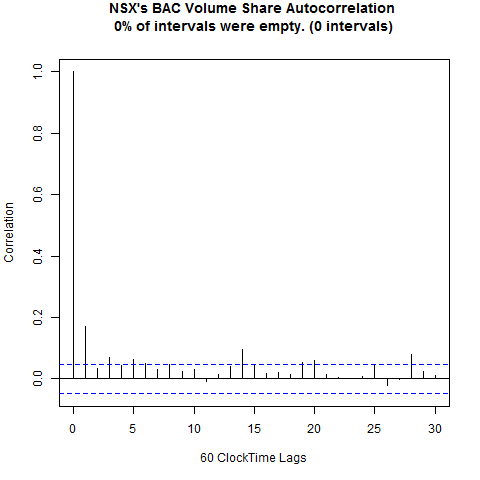 NSX's BAC Volume Share Autocorrelation
0% of intervals were empty. (0 intervals)
Correlation
1.0
0.8
0.6
0.4
0.2
0.0
0 5 10 15 20 25 30
60 ClockTime Lags